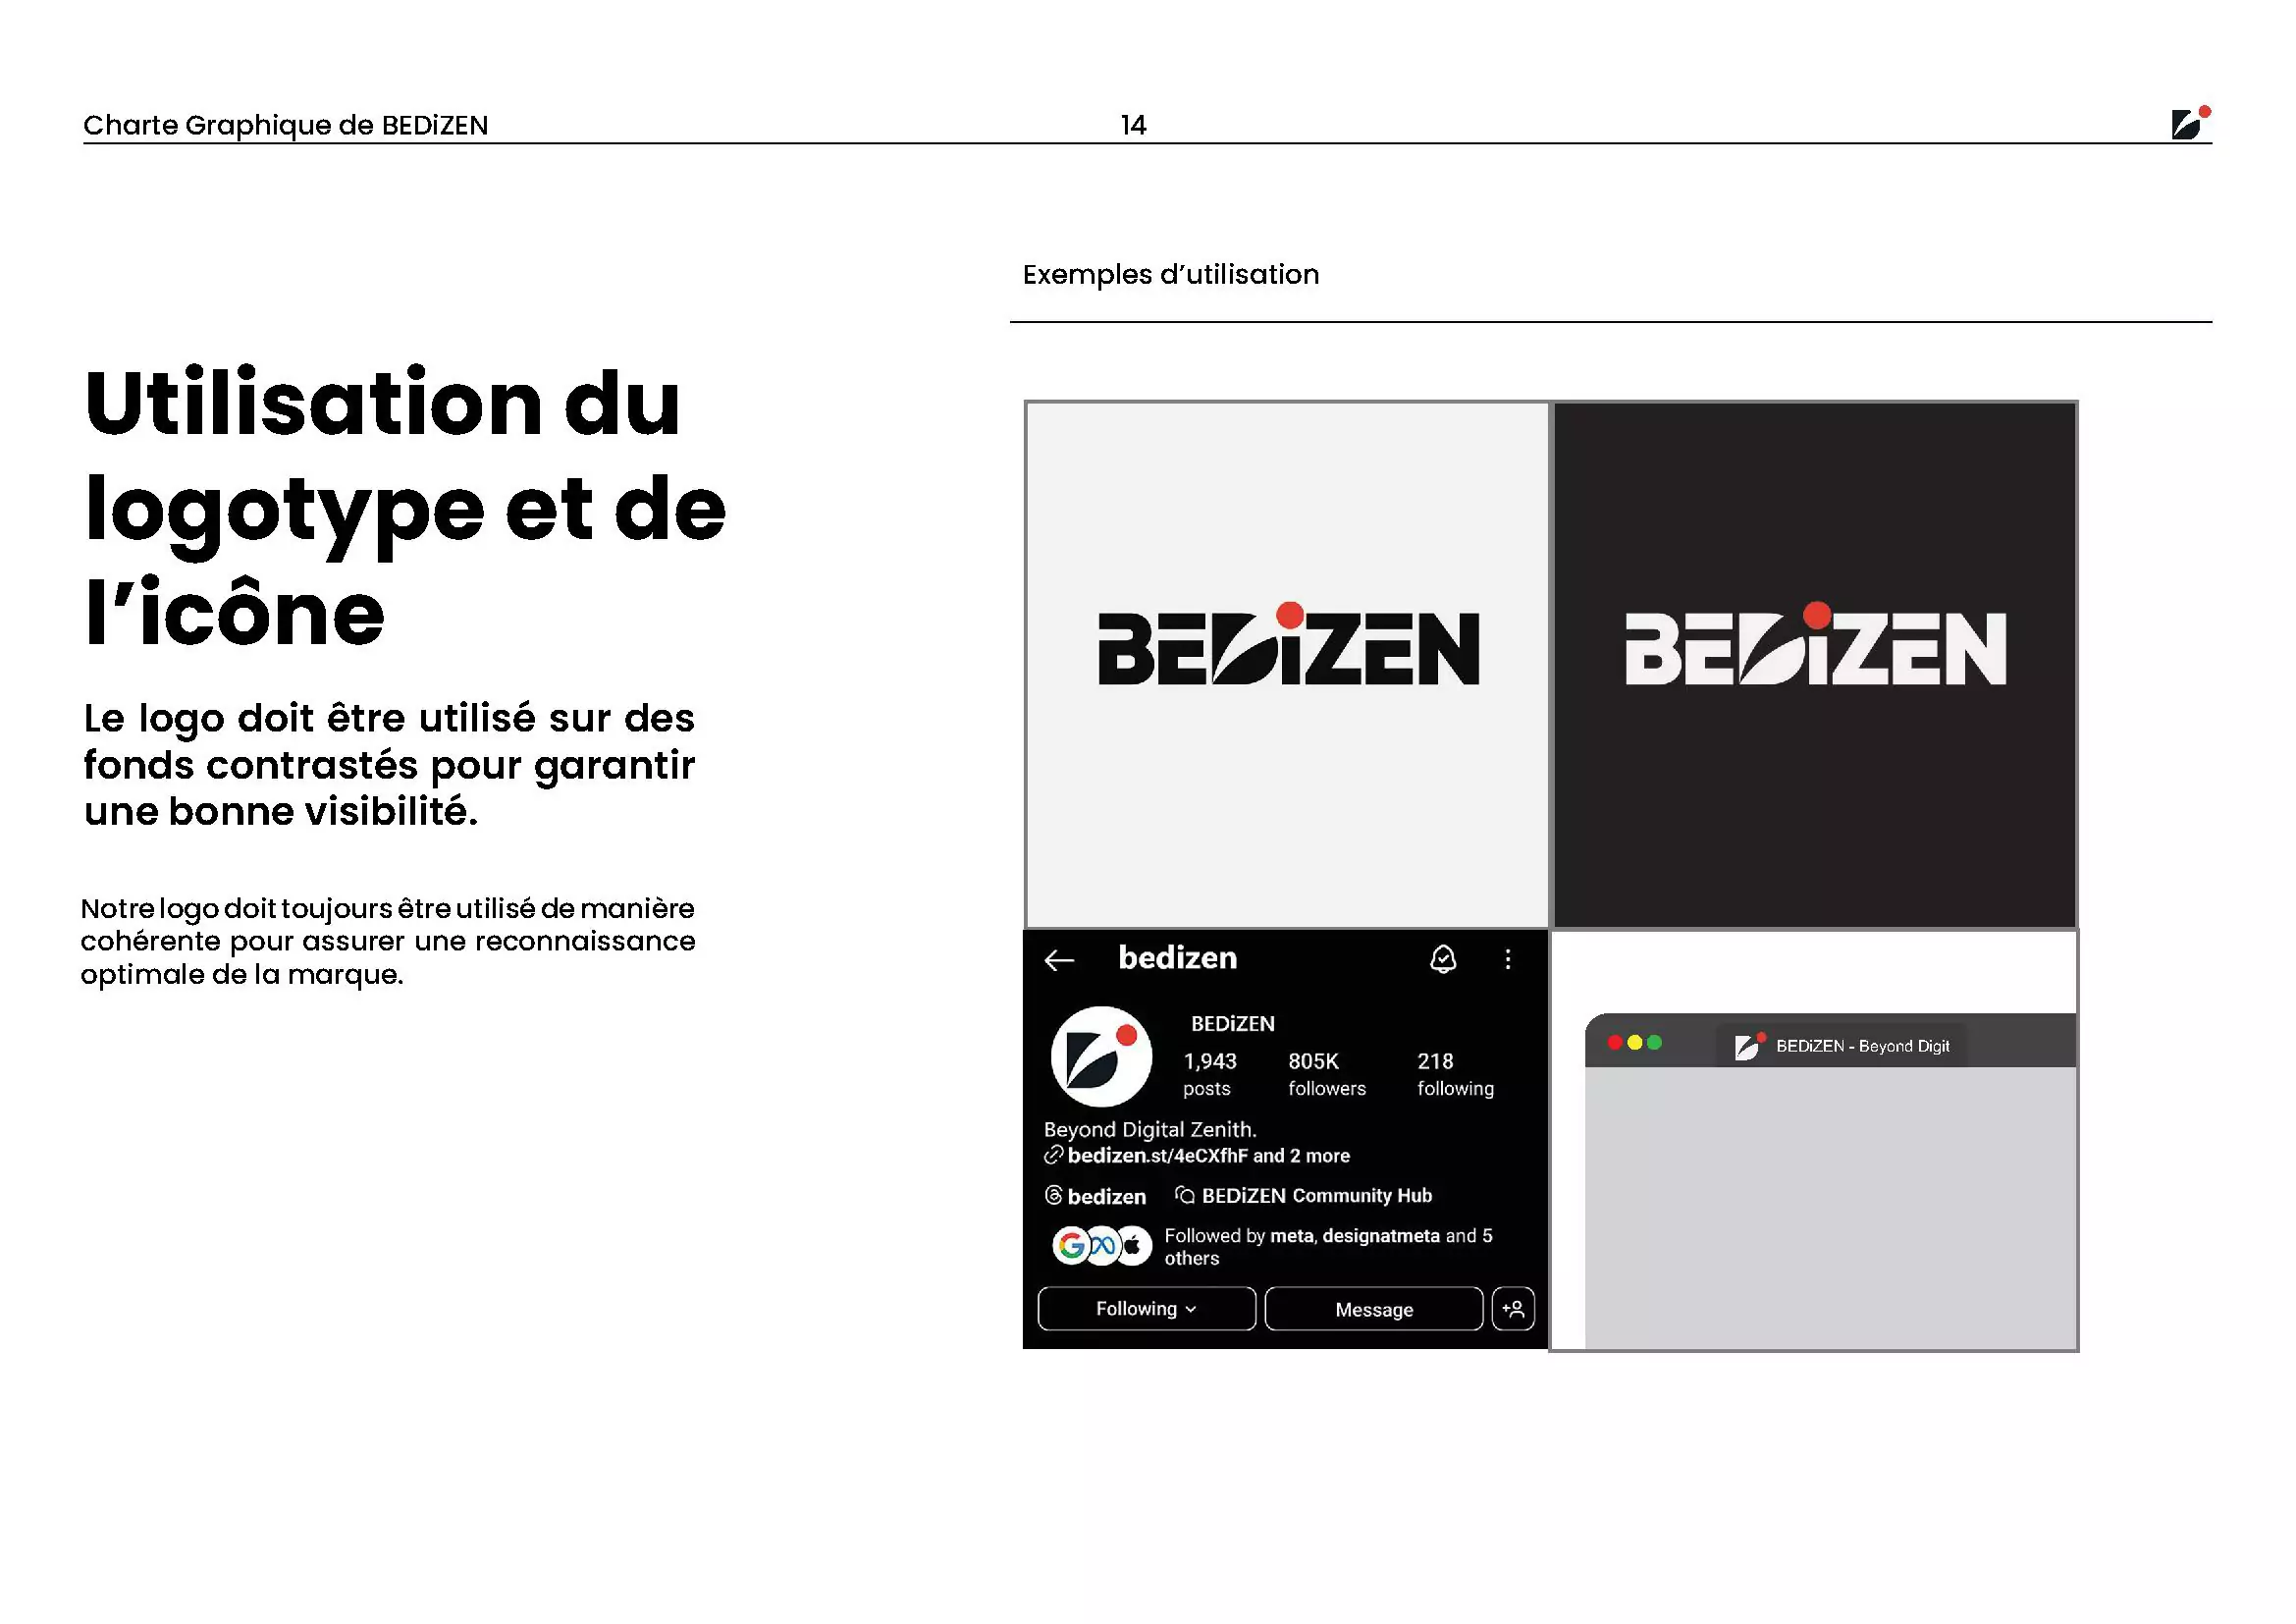 Charte Graphique de BEDiZEN
14
Utilisation du
logotype et de
l’icône
Le logo doit être utilisé sur des
fonds contrastés pour garantir
une bonne visibilité.
Notre logo doit toujours être utilisé de manière
cohérente pour assurer une reconnaissance
optimale de la marque.
Exemples d’utilisation
BEDiZEN
BEDiZEN
bedizen
BEDiZEN
1,943 805K 218
posts followers following
Beyond Digital Zenith.
bedizen.st/4eCXfhF and 2 more
bedizen BEDiZEN Community Hub
Followed by meta, designatmeta and 5
others
Following Message
BEDiZEN - Beyond Digit